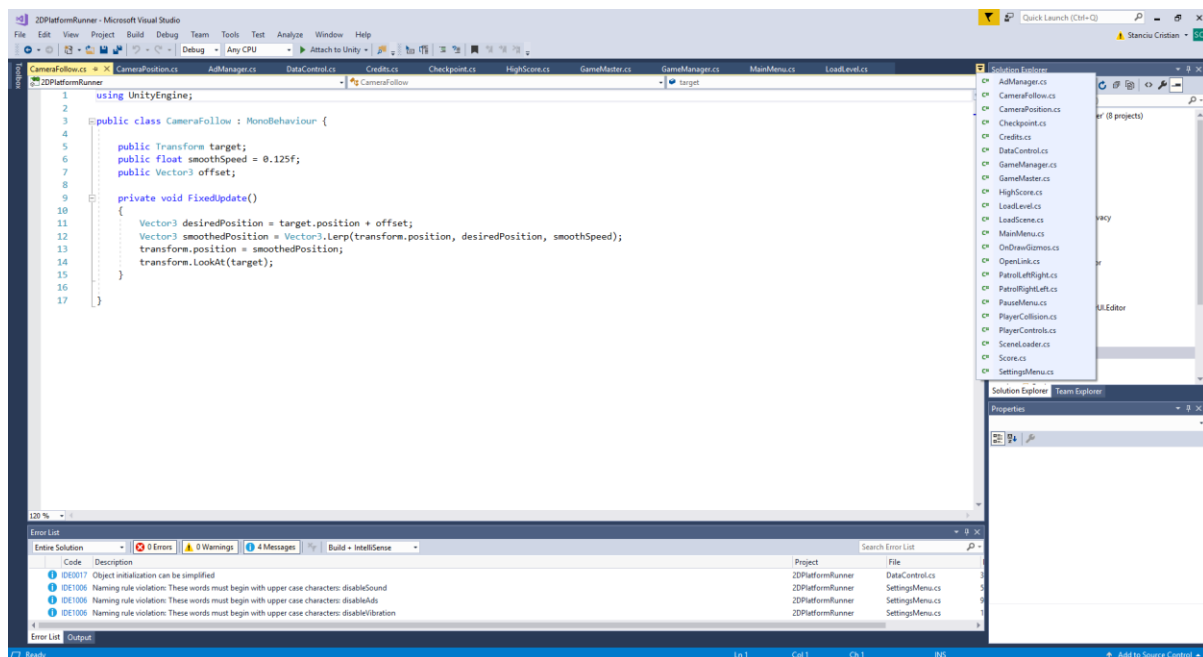 2DPlatformRunner - Microsoft Visual Studio
Quick Launch (Ctrl+Q)
File Edit View Project Build Debug Team Tools Test Analyze Window Help
Stanciu Cristian
SC
Debug Any CPU Attach to Unity
Toolbox
CameraFollow.cs CameraPosition.cs AdManager.cs DataControl.cs Credits.cs Checkpoint.cs HighScore.cs GameMaster.cs GameManager.cs MainMenu.cs LoadLevel.cs
2DPlatformRunner CameraFollow target
1 using UnityEngine;
2
3 public class CameraFollow : MonoBehaviour {
4
5 public Transform target;
6 public float smoothSpeed = 0.125f;
7 public Vector3 offset;
8
9 private void FixedUpdate()
10 {
11 Vector3 desiredPosition = target.position + offset;
12 Vector3 smoothedPosition = Vector3.Lerp(transform.position, desiredPosition, smoothSpeed);
13 transform.position = smoothedPosition;
14 transform.LookAt(target);
15 }
16
17 }
120 %
Solution Explorer
AdManager.cs
CameraFollow.cs
CameraPosition.cs
Checkpoint.cs
Credits.cs
DataControl.cs
GameManager.cs
GameMaster.cs
HighScore.cs
LoadLevel.cs
LoadScene.cs
MainMenu.cs
OnDrawGizmos.cs
OpenLink.cs
PatrolLeftRight.cs
PatrolRightLeft.cs
PauseMenu.cs
PlayerCollision.cs
PlayerControls.cs
SceneLoader.cs
Score.cs
SettingsMenu.cs
(8 projects)
UI.Editor
Solution Explorer Team Explorer
Properties
Error List
Entire Solution 0 Errors 0 Warnings 4 Messages Build + IntelliSense Search Error List
Code Description Project File
IDE0017 Object initialization can be simplified 2DPlatformRunner DataControl.cs
IDE1006 Naming rule violation: These words must begin with upper case characters: disableSound 2DPlatformRunner SettingsMenu.cs
IDE1006 Naming rule violation: These words must begin with upper case characters: disableAds 2DPlatformRunner SettingsMenu.cs
IDE1006 Naming rule violation: These words must begin with upper case characters: disableVibration 2DPlatformRunner SettingsMenu.cs
Error List Output
Ready Ln 1 Col 1 Ch 1 INS Add to Source Control